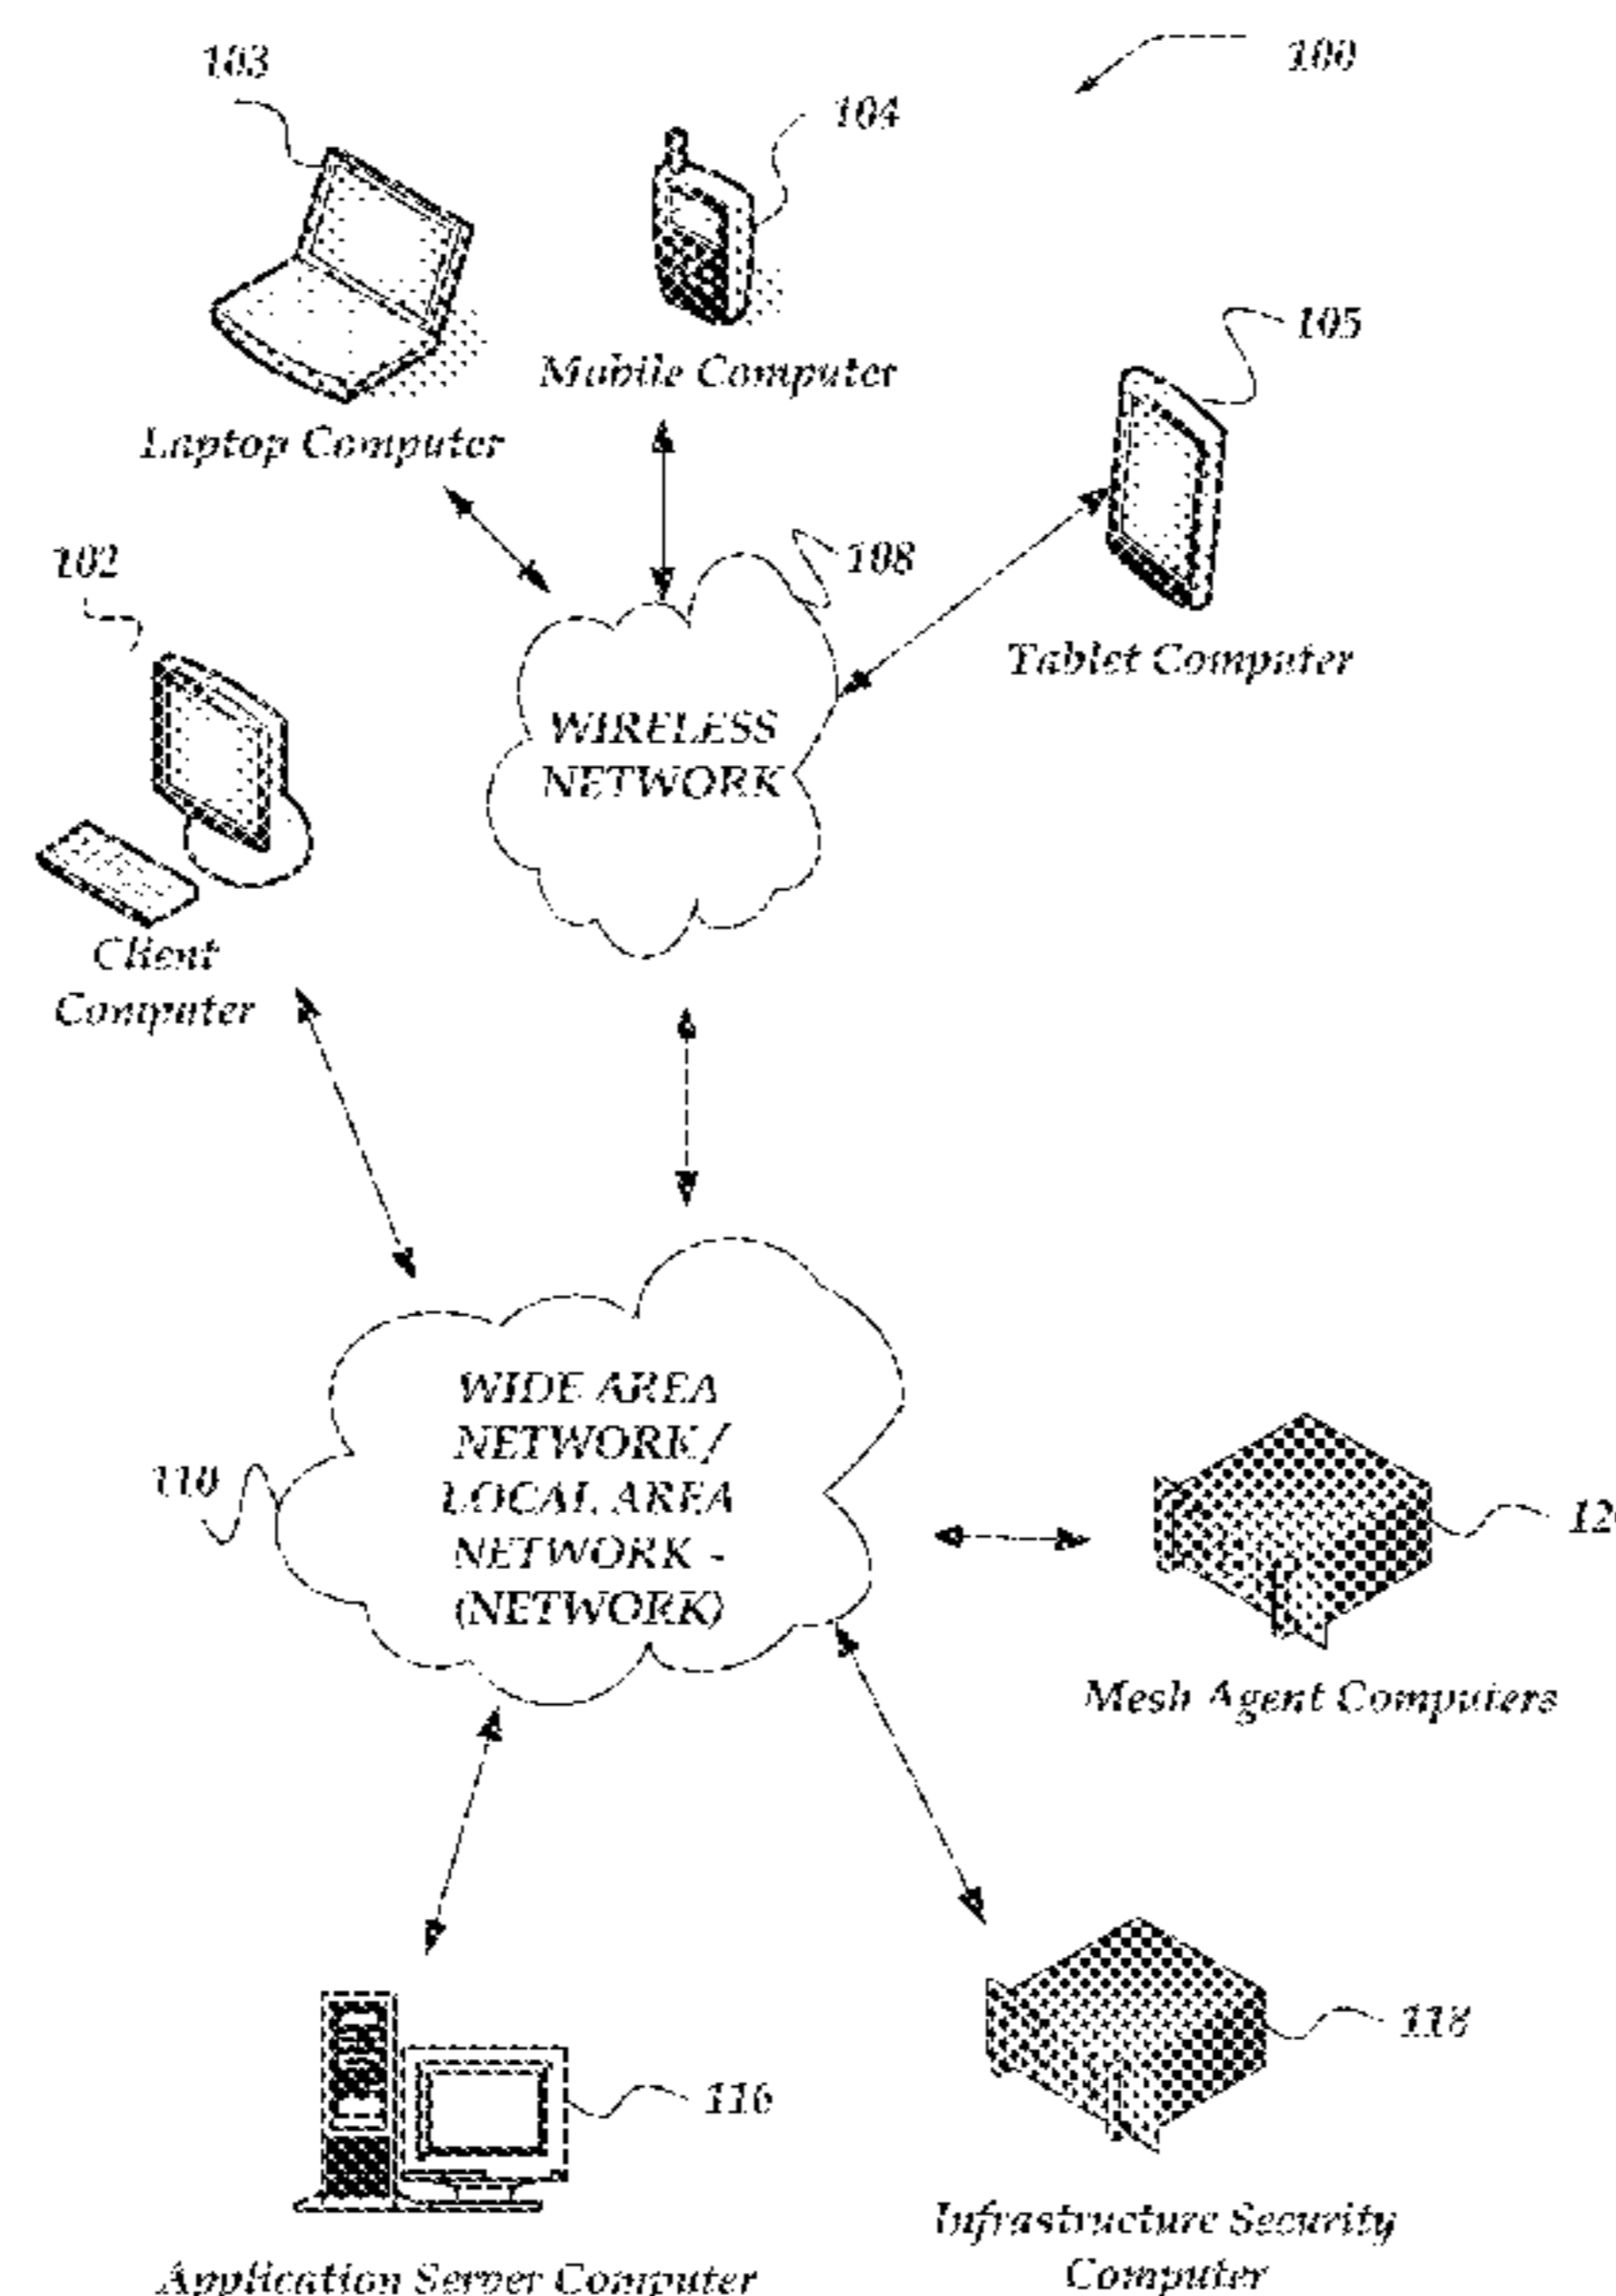 103
100
104
105
Mobile Computer
Laptop Computer
102
108
Tablet Computer
WIRELESS
NETWORK
Client
Computer
WIDE AREA
NETWORK/
LOCAL AREA
NETWORK -
(NETWORK)
110
Mesh Agent Computers
118
116
Infrastructure Security
Computer
Application Server Computer